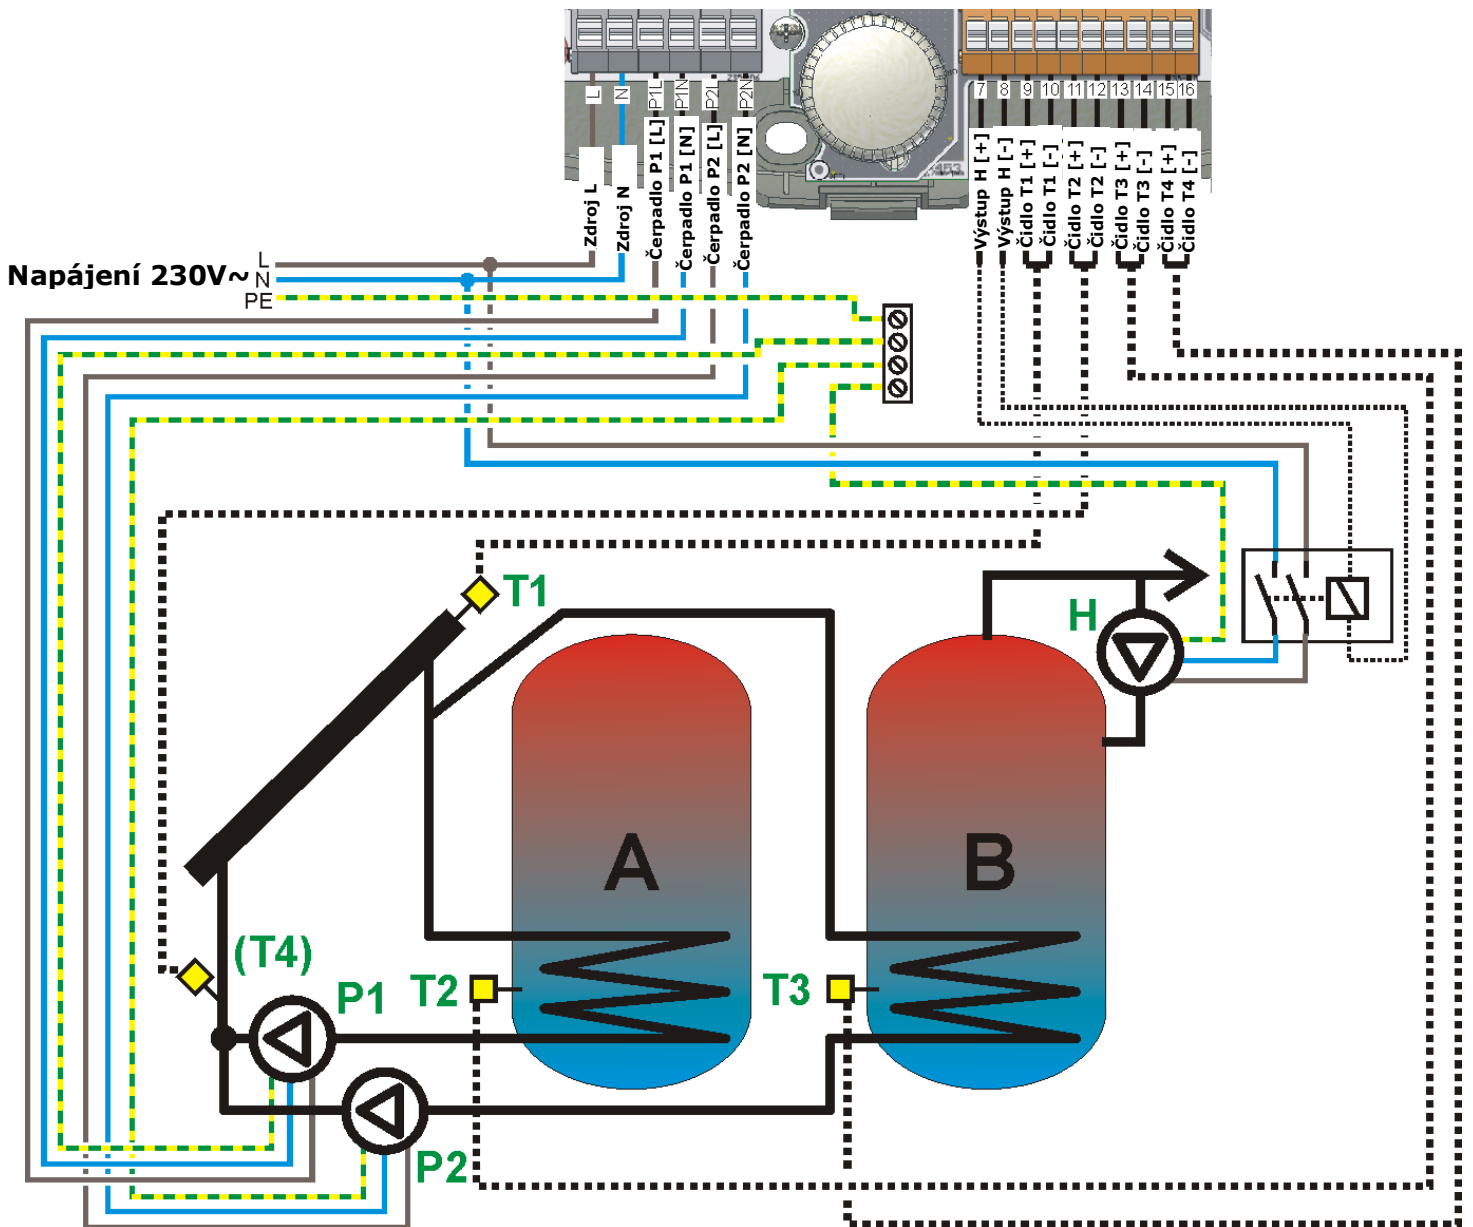 L
N
P1L
P1N
P2L
P2N
7
8
9
10
11
12
13
14
15
16
Zdroj L
Zdroj N
Čerpadlo P1 [L]
Čerpadlo P1 [N]
Čerpadlo P2 [L]
Čerpadlo P2 [N]
Výstup H [+]
Výstup H [-]
Čidlo T1 [+]
Čidlo T1 [-]
Čidlo T2 [+]
Čidlo T2 [-]
Čidlo T3 [+]
Čidlo T3 [-]
Čidlo T4 [+]
Čidlo T4 [-]
Napájení 230V~
L
N
PE
T1
H
A
B
(T4)
P1
T2
T3
P2